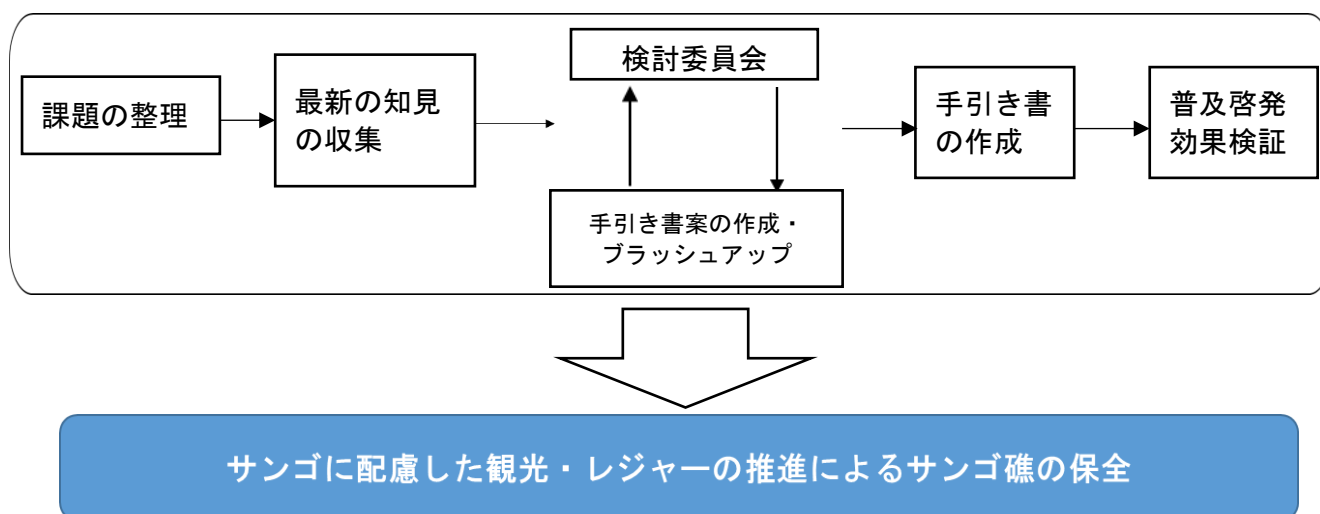 課題の整理
最新の知見
の収集
検討委員会
手引き書案の作成・
ブラッシュアップ
手引き書
の作成
普及啓発
効果検証
サンゴに配慮した観光・レジャーの推進によるサンゴ礁の保全